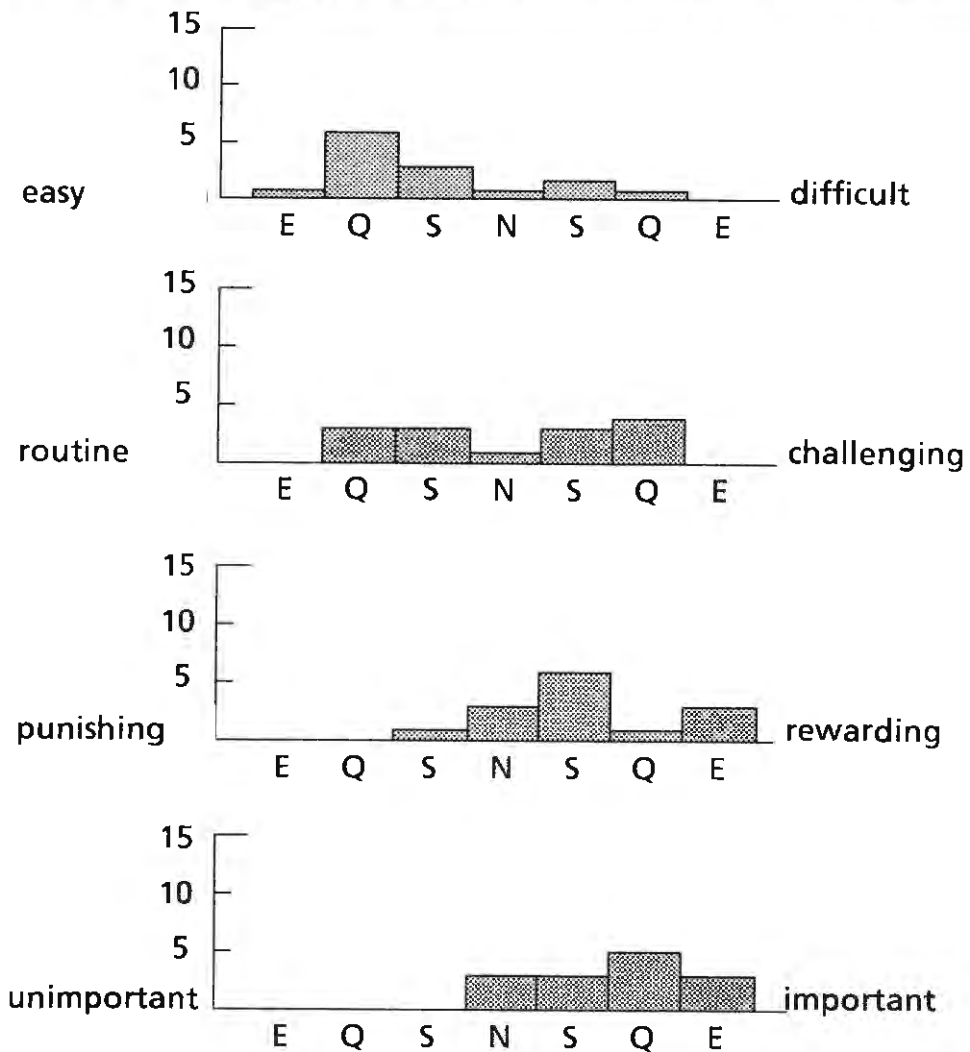 15
10
5
easy difficult
E Q S N S Q E
15
10
5
routine challenging
E Q S N S Q E
15
10
5
punishing rewarding
E Q S N S Q E
15
10
5
unimportant important
E Q S N S Q E